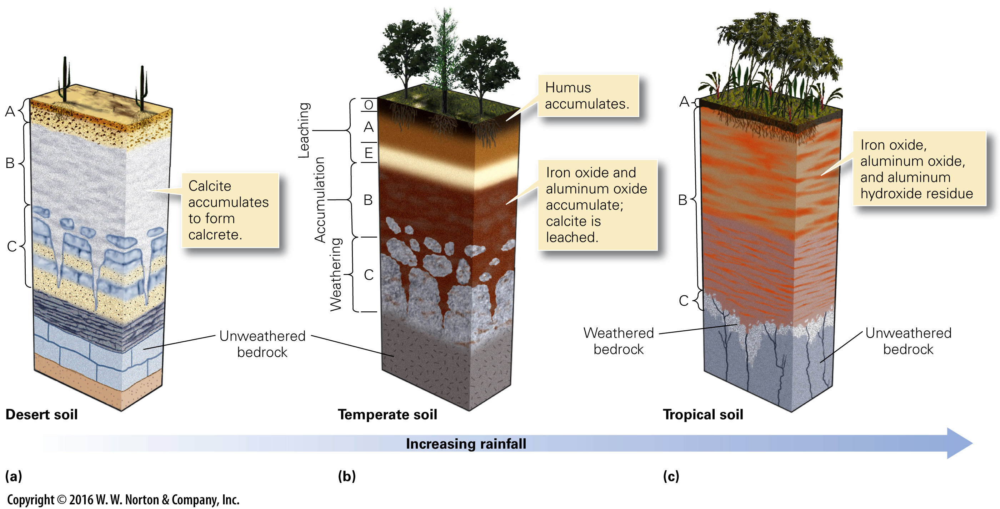 A
B
C
Calcite
accumulates
to form
calcrete.
Desert soil
Leaching
Accumulation
Weathering
O
A
E
B
C
Humus
accumulates.
Iron oxide and
aluminum oxide
accumulate;
calcite is
leached.
Unweathered
bedrock
Temperate soil
A
B
C
Iron oxide,
aluminum oxide,
and aluminum
hydroxide residue
Weathered
bedrock
Unweathered
bedrock
Tropical soil
Increasing rainfall
(a)
(b)
(c)
Copyright © 2016 W. W. Norton & Company, Inc.